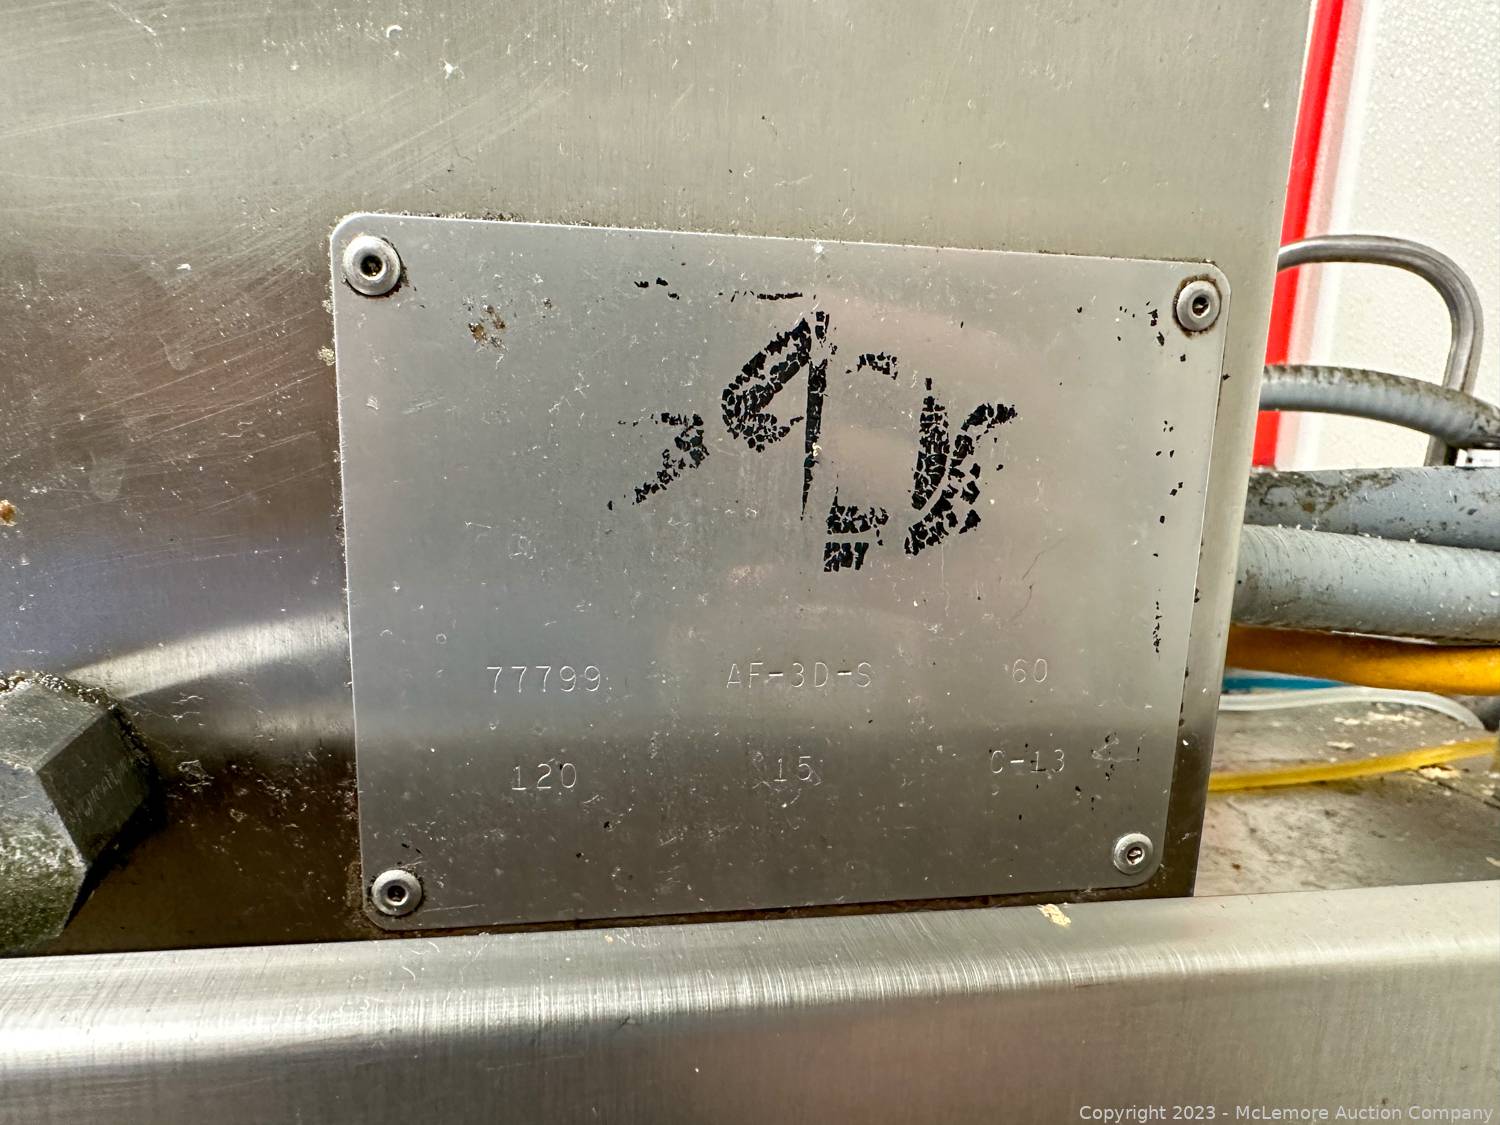 77799 AF-3D-S 60
120 15 C-13
Copyright 2023 - McLemore Auction Company